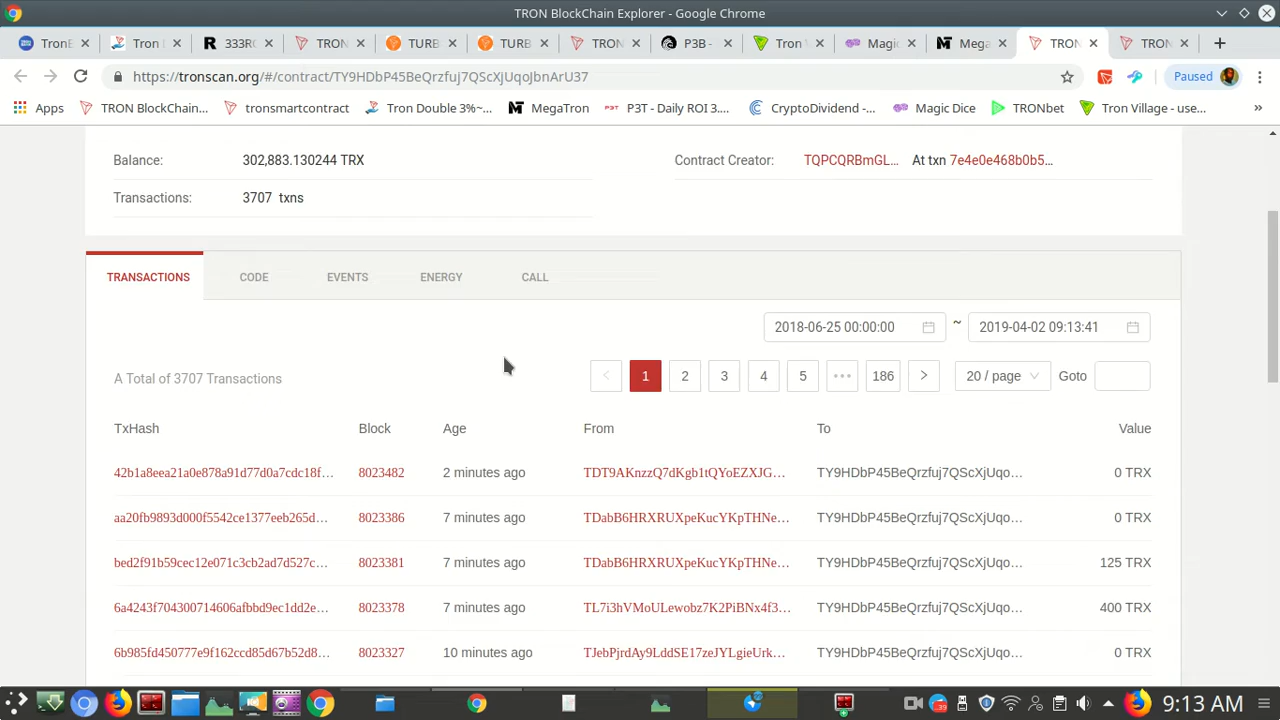 TRON BlockChain Explorer - Google Chrome
TronE
Tron D
333RO
TRON
TURB
TURB
TRON
P3B -
Tron V
Magic
Mega
TRON
TRON
https://tronscan.org/#/contract/TY9HDbP45BeQrzfuj7QScXjUqoJbnArU37
Paused
Apps
TRON BlockChain...
tronsmartcontract
Tron Double 3%~...
MegaTron
P3T - Daily ROI 3....
CryptoDividend -...
Magic Dice
TRONbet
Tron Village - use...
»
Balance: 302,883.130244 TRX
Contract Creator: TQPCQRBmGL... At txn 7e4e0e468b0b5...
Transactions: 3707 txns
TRANSACTIONS CODE EVENTS ENERGY CALL
2018-06-25 00:00:00 ~ 2019-04-02 09:13:41
A Total of 3707 Transactions
< 1 2 3 4 5 ••• 186 > 20 / page Goto
TxHash Block Age From To Value
42b1a8eea21a0e878a91d77d0a7cdc18f... 8023482 2 minutes ago TDT9AKnzzQ7dKgb1tQYoEZXJG... TY9HDbP45BeQrzfuj7QScXjUqo... 0 TRX
aa20fb9893d000f5542ce1377eeb265d... 8023386 7 minutes ago TDabB6HRXRUXpeKucYKpTHNe... TY9HDbP45BeQrzfuj7QScXjUqo... 0 TRX
bed2f91b59cec12e071c3cb2ad7d527c... 8023381 7 minutes ago TDabB6HRXRUXpeKucYKpTHNe... TY9HDbP45BeQrzfuj7QScXjUqo... 125 TRX
6a4243f704300714606afbbd9ec1dd2e... 8023378 7 minutes ago TL7i3hVMoULewobz7K2PiBNx4f3... TY9HDbP45BeQrzfuj7QScXjUqo... 400 TRX
6b985fd450777e9f162ccd85d67b52d8... 8023327 10 minutes ago TJebPjrdAy9LddSE17zeJYLgieUrk... TY9HDbP45BeQrzfuj7QScXjUqo... 0 TRX
9:13 AM